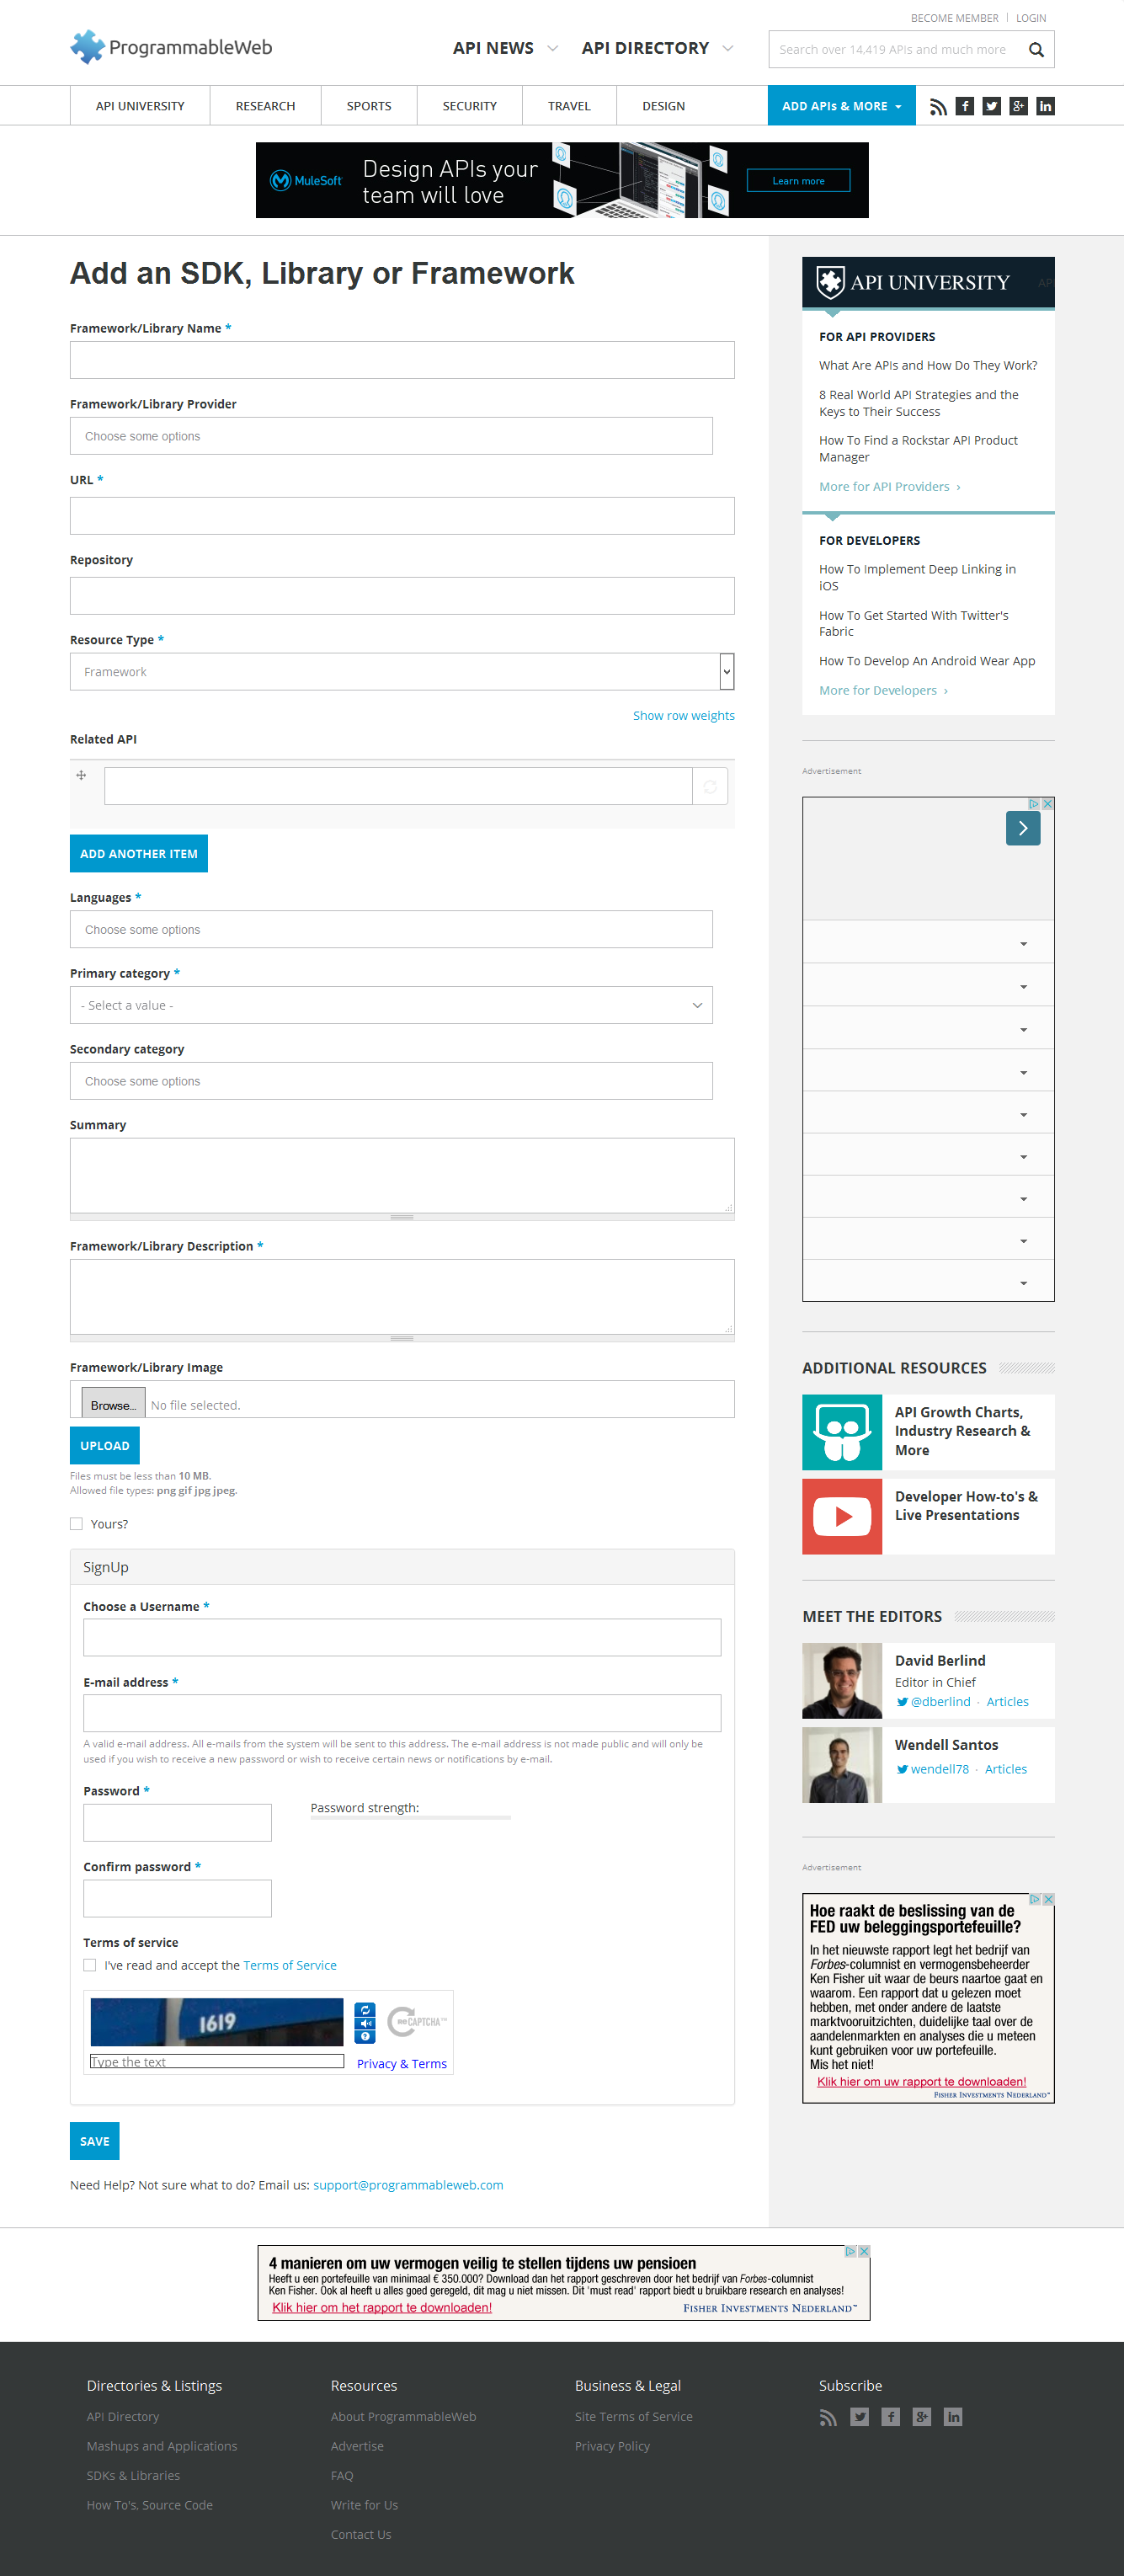 BECOME MEMBER | LOGIN
ProgrammableWeb
API NEWS
API DIRECTORY
Search over 14,419 APIs and much more
API UNIVERSITY
RESEARCH
SPORTS
SECURITY
TRAVEL
DESIGN
ADD APIs & MORE
MuleSoft
Design APIs your
team will love
Learn more
Add an SDK, Library or Framework
Framework/Library Name *
Framework/Library Provider
Choose some options
URL *
Repository
Resource Type *
Framework
Show row weights
Related API
ADD ANOTHER ITEM
Languages *
Choose some options
Primary category *
- Select a value -
Secondary category
Choose some options
Summary
Framework/Library Description *
Framework/Library Image
Browse... No file selected.
UPLOAD
Files must be less than 10 MB.
Allowed file types: png gif jpg jpeg.
Yours?
SignUp
Choose a Username *
E-mail address *
A valid e-mail address. All e-mails from the system will be sent to this address. The e-mail address is not made public and will only be
used if you wish to receive a new password or wish to receive certain news or notifications by e-mail.
Password *
Password strength:
Confirm password *
Terms of service
I've read and accept the Terms of Service
1619
reCAPTCHA™
Type the text
Privacy & Terms
SAVE
Need Help? Not sure what to do? Email us: support@programmableweb.com
API UNIVERSITY
AP
FOR API PROVIDERS
What Are APIs and How Do They Work?
8 Real World API Strategies and the
Keys to Their Success
How To Find a Rockstar API Product
Manager
More for API Providers ›
FOR DEVELOPERS
How To Implement Deep Linking in
iOS
How To Get Started With Twitter's
Fabric
How To Develop An Android Wear App
More for Developers ›
Advertisement
ADDITIONAL RESOURCES
API Growth Charts,
Industry Research &
More
Developer How-to's &
Live Presentations
MEET THE EDITORS
David Berlind
Editor in Chief
@dberlind · Articles
Wendell Santos
wendell78 · Articles
Advertisement
Hoe raakt de beslissing van de
FED uw beleggingsportefeuille?
In het nieuwste rapport legt het bedrijf van
Forbes-columnist en vermogensbeheerder
Ken Fisher uit waar de beurs naartoe gaat en
waarom. Een rapport dat u gelezen moet
hebben, met onder andere de laatste
marktvooruitzichten, duidelijke taal over de
aandelenmarkten en analyses die u meteen
kunt gebruiken voor uw portefeuille.
Mis het niet!
Klik hier om uw rapport te downloaden!
FISHER INVESTMENTS NEDERLAND™
4 manieren om uw vermogen veilig te stellen tijdens uw pensioen
Heeft u een portefeuille van minimaal € 350.000? Download dan het rapport geschreven door het bedrijf van Forbes-columnist
Ken Fisher. Ook al heeft u alles goed geregeld, dit mag u niet missen. Dit 'must read' rapport biedt u bruikbare research en analyses!
Klik hier om het rapport te downloaden!
FISHER INVESTMENTS NEDERLAND™
Directories & Listings
API Directory
Mashups and Applications
SDKs & Libraries
How To's, Source Code
Resources
About ProgrammableWeb
Advertise
FAQ
Write for Us
Contact Us
Business & Legal
Site Terms of Service
Privacy Policy
Subscribe